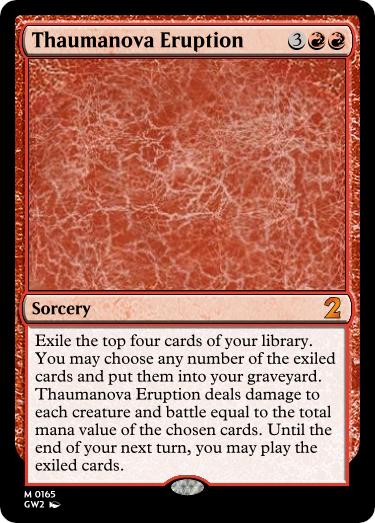 Thaumanova Eruption 3
Sorcery 2
Exile the top four cards of your library.
You may choose any number of the exiled
cards and put them into your graveyard.
Thaumanova Eruption deals damage to
each creature and battle equal to the total
mana value of the chosen cards. Until the
end of your next turn, you may play the
exiled cards.
M 0165
GW2